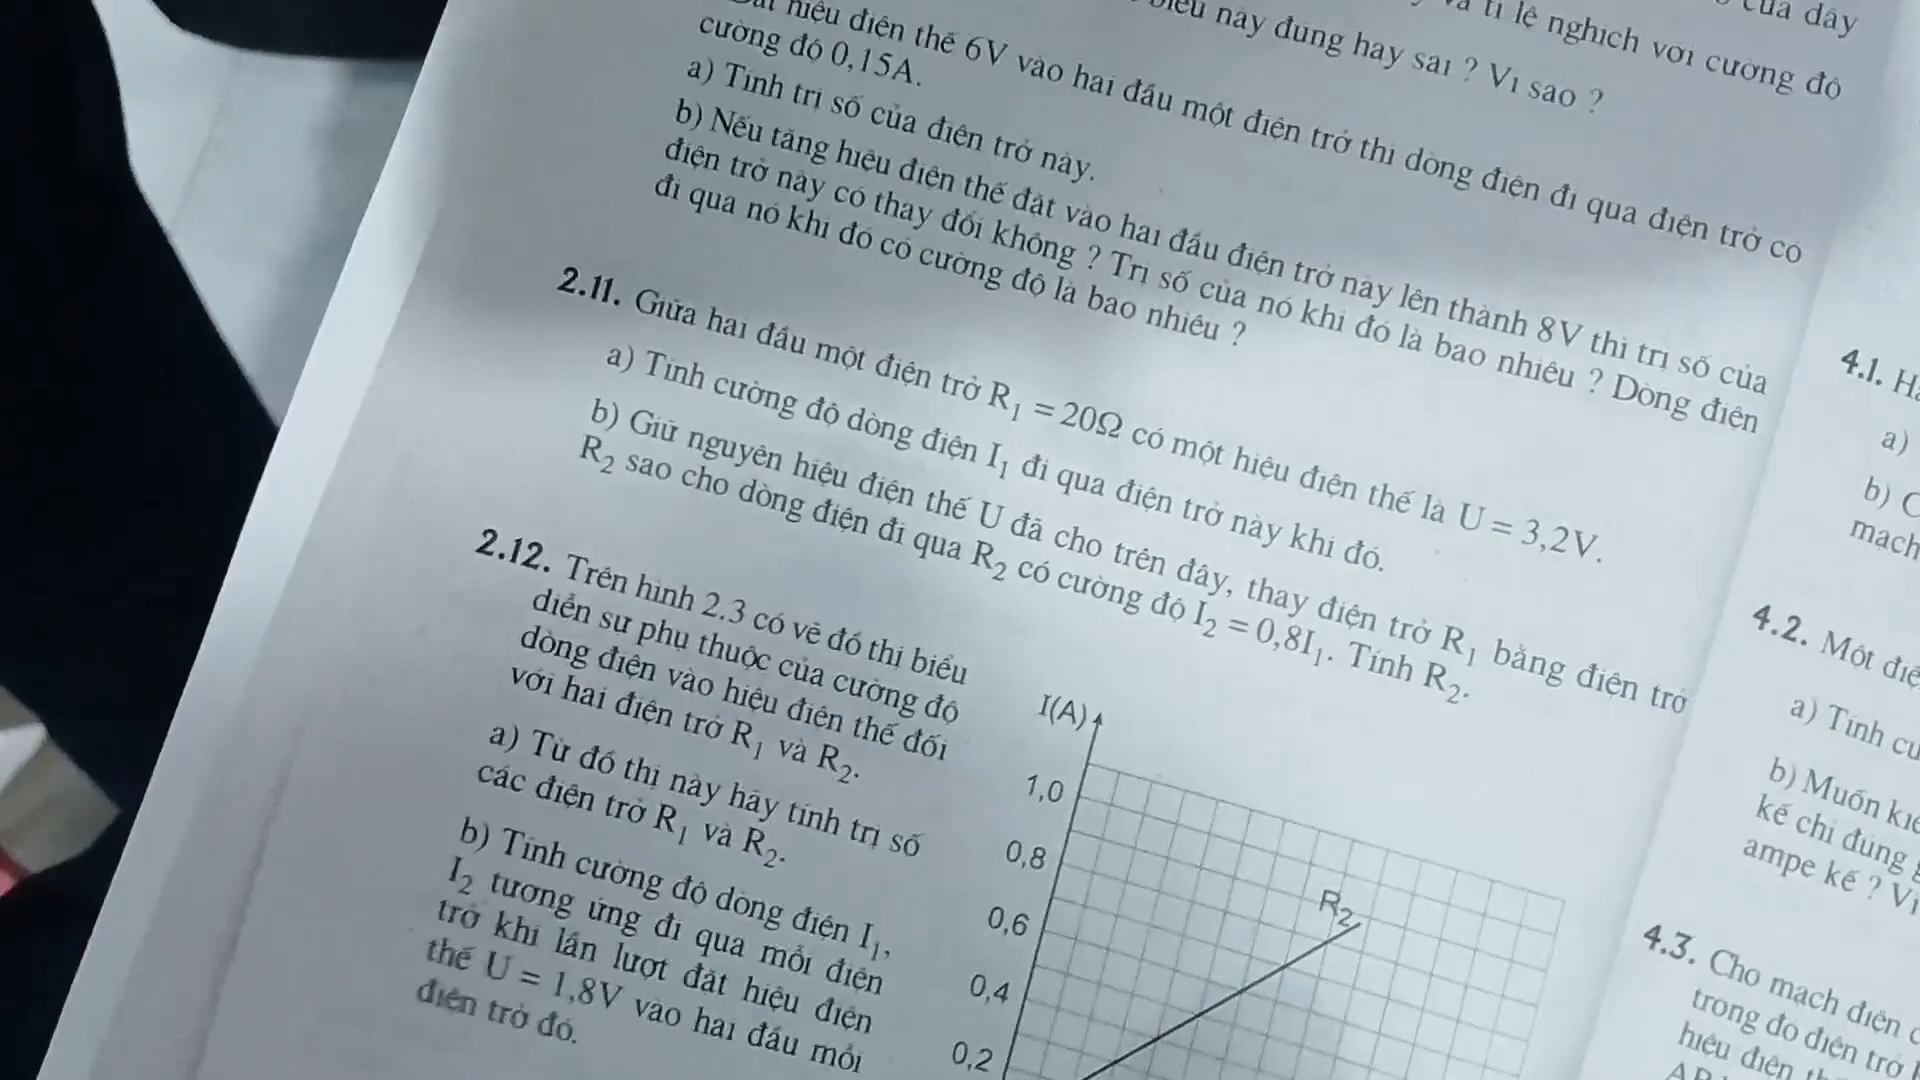 của dây
và tỉ lệ nghịch với cường độ
này đúng hay sai ? Vì sao ?
hiệu điện thế 6V vào hai đầu một điện trở thì dòng điện đi qua điện trở có
cường độ 0,15A.
a) Tính trị số của điện trở này.
b) Nếu tăng hiệu điện thế đặt vào hai đầu điện trở này lên thành 8V thì trị số của
điện trở này có thay đổi không ? Trị số của nó khi đó là bao nhiêu ? Dòng điện
đi qua nó khi đó có cường độ là bao nhiêu ?
2.11. Giữa hai đầu một điện trở R₁ = 20Ω có một hiệu điện thế là U = 3,2V.
a) Tính cường độ dòng điện I₁ đi qua điện trở này khi đó.
b) Giữ nguyên hiệu điện thế U đã cho trên đây, thay điện trở R₁ bằng điện trở
R₂ sao cho dòng điện đi qua R₂ có cường độ I₂ = 0,8I₁. Tính R₂.
2.12. Trên hình 2.3 có vẽ đồ thị biểu
diễn sự phụ thuộc của cường độ
dòng điện vào hiệu điện thế đối
với hai điện trở R₁ và R₂.
a) Từ đồ thị này hãy tính trị số
các điện trở R₁ và R₂.
b) Tính cường độ dòng điện I₁,
I₂ tương ứng đi qua mỗi điện
trở khi lần lượt đặt hiệu điện
thế U = 1,8V vào hai đầu mỗi
điện trở đó.
I(A)
1,0
0,8
0,6
0,4
0,2
R₂
4.1.
a)
b)
mạch
4.2. Một
a) Tính
b) Muốn
kế chỉ đúng
ampe kế ?
4.3. Cho mạch điện
trong đó điện trở
hiệu điện